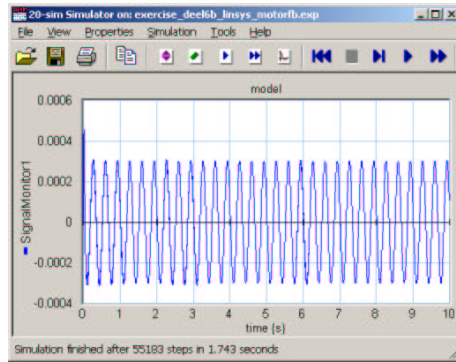 20-sim Simulator on: exercise_deel6b_linsys_motorfb.exp
File View Properties Simulation Tools Help
model
0.0006
0.0004
0.0002
0
-0.0002
-0.0004
SignalMonitor1
0 1 2 3 4 5 6 7 8 9 10
time {s}
Simulation finished after 55183 steps in 1.743 seconds